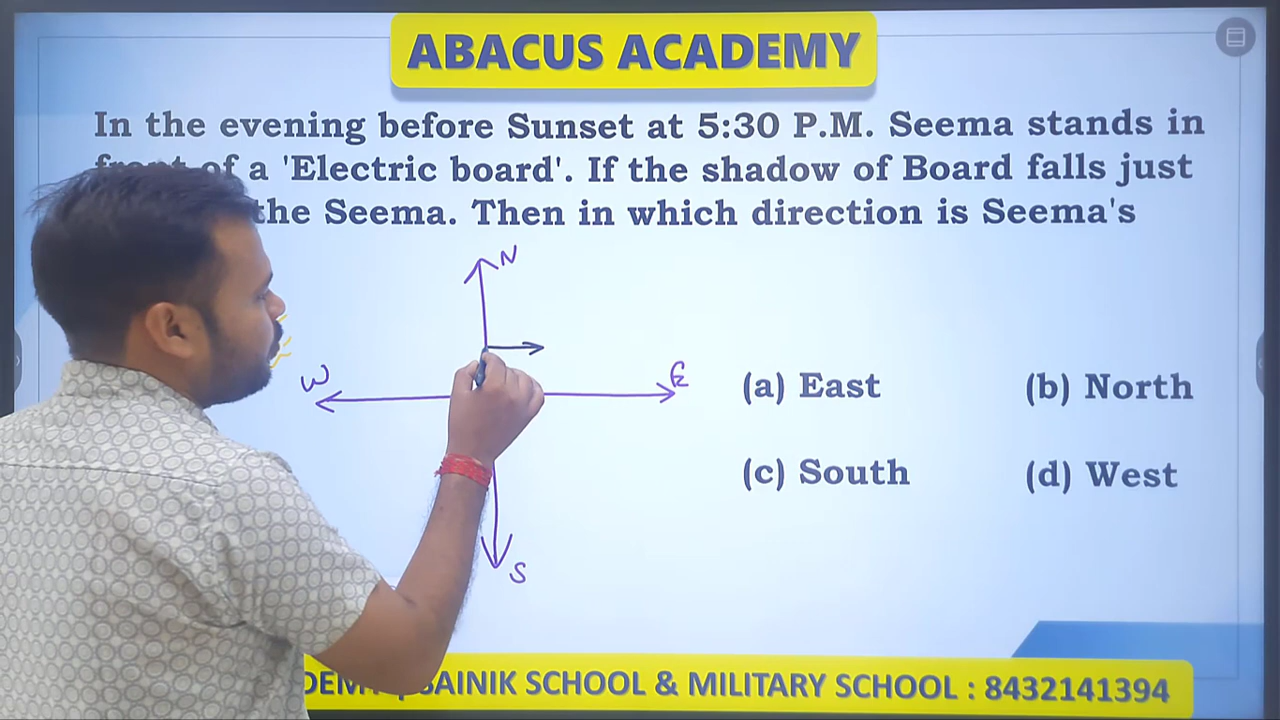 ABACUS ACADEMY
In the evening before Sunset at 5:30 P.M. Seema stands in
front of a 'Electric board'. If the shadow of Board falls just
the Seema. Then in which direction is Seema's
N
W
E
S
(a) East
(b) North
(c) South
(d) West
SAINIK SCHOOL & MILITARY SCHOOL : 8432141394